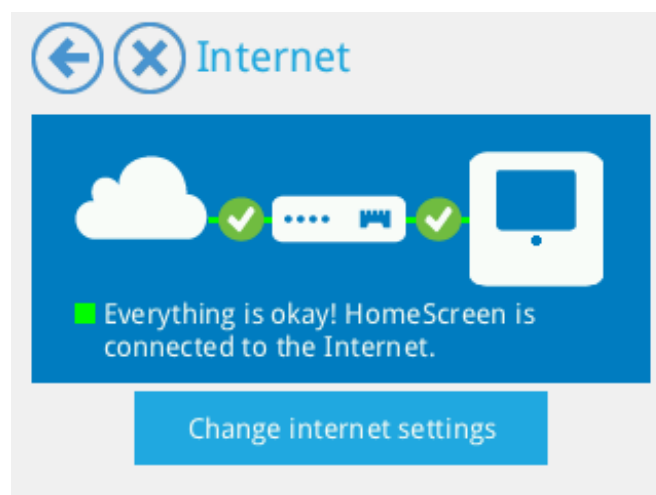 Internet
Everything is okay! HomeScreen is
connected to the Internet.
Change internet settings